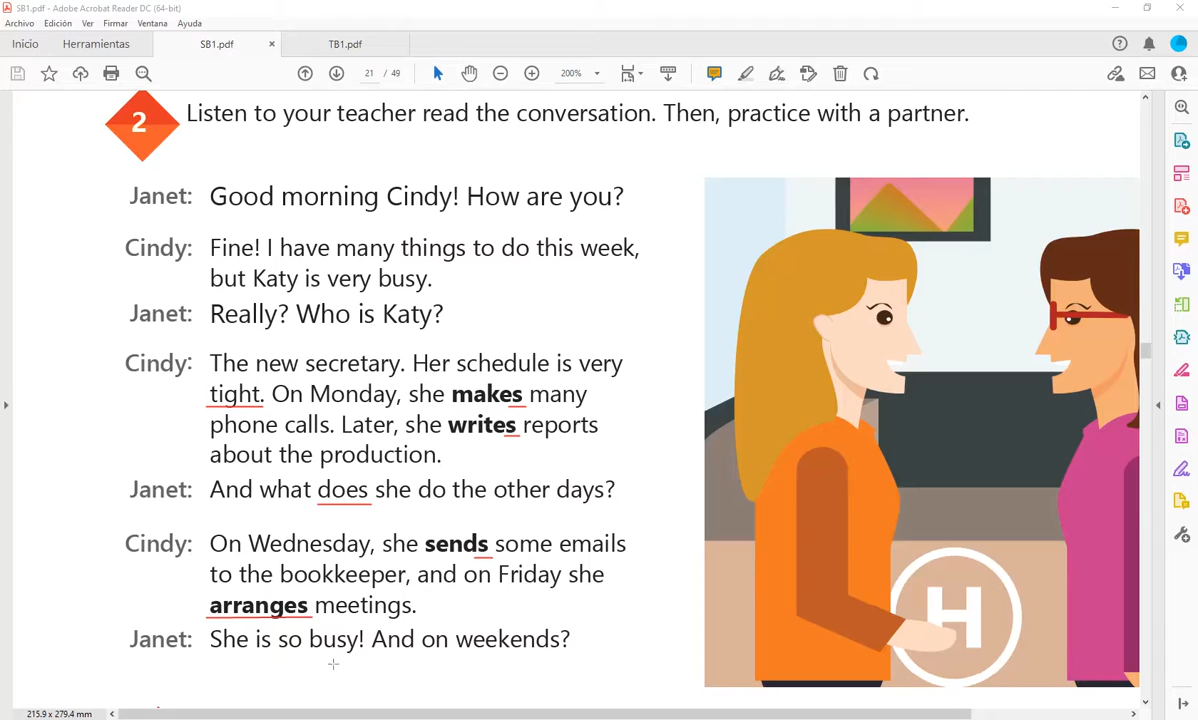 SB1.pdf - Adobe Acrobat Reader DC (64-bit)
Archivo Edición Ver Firmar Ventana Ayuda
Inicio Herramientas SB1.pdf × TB1.pdf
21 / 49 200%
2 Listen to your teacher read the conversation. Then, practice with a partner.
Janet: Good morning Cindy! How are you?
Cindy: Fine! I have many things to do this week,
but Katy is very busy.
Janet: Really? Who is Katy?
Cindy: The new secretary. Her schedule is very
tight. On Monday, she makes many
phone calls. Later, she writes reports
about the production.
Janet: And what does she do the other days?
Cindy: On Wednesday, she sends some emails
to the bookkeeper, and on Friday she
arranges meetings.
Janet: She is so busy! And on weekends?
H
215.9 x 279.4 mm